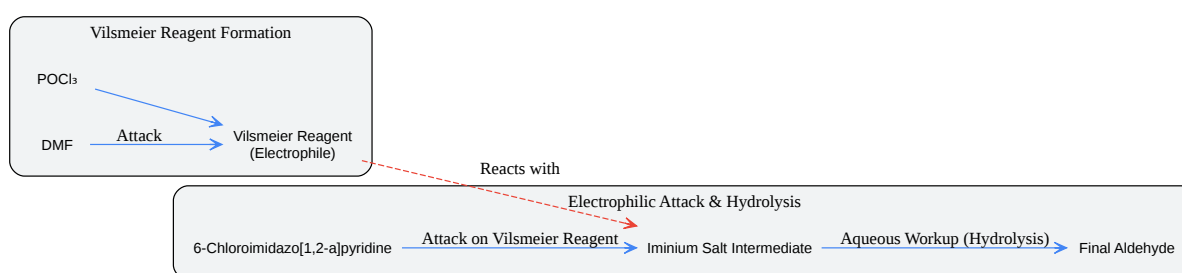 Vilsmeier Reagent Formation
POCl₃
DMF
Attack
Vilsmeier Reagent
(Electrophile)
Reacts with
Electrophilic Attack & Hydrolysis
6-Chloroimidazo[1,2-a]pyridine
Attack on Vilsmeier Reagent
Iminium Salt Intermediate
Aqueous Workup (Hydrolysis)
Final Aldehyde